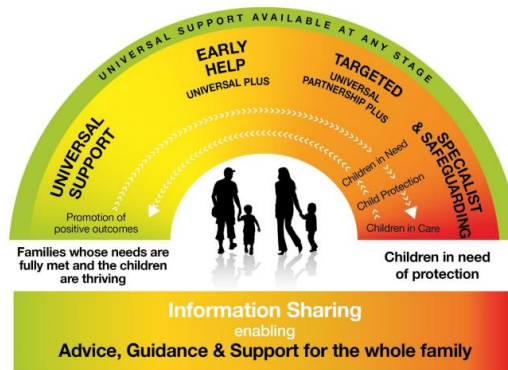 UNIVERSAL SUPPORT AVAILABLE AT ANY STAGE
EARLY
HELP
UNIVERSAL PLUS
TARGETED
UNIVERSAL
PARTNERSHIP PLUS
UNIVERSAL
SUPPORT
SPECIALIST
& SAFEGUARDING
Children in Need
Child Protection
Children in Care
Promotion of
positive outcomes
Families whose needs are
fully met and the children
are thriving
Children in need
of protection
Information Sharing
enabling
Advice, Guidance & Support for the whole family